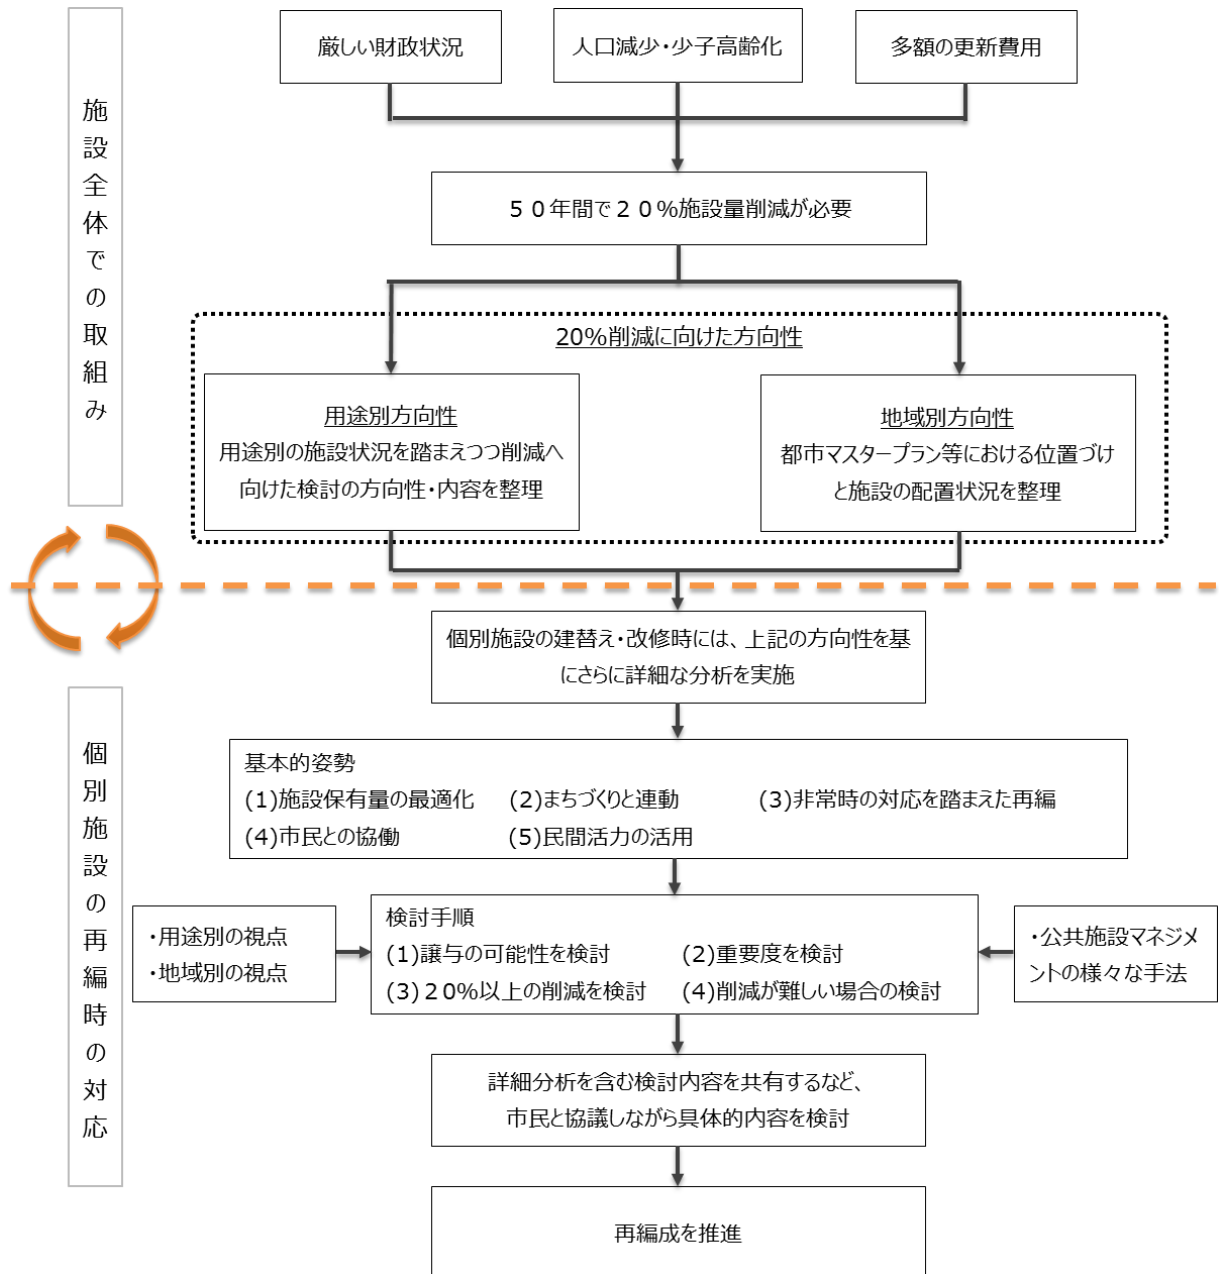 施設全体での取組み
厳しい財政状況
人口減少・少子高齢化
多額の更新費用
５０年間で２０％施設量削減が必要
20％削減に向けた方向性
用途別方向性
用途別の施設状況を踏まえつつ削減へ
向けた検討の方向性・内容を整理
地域別方向性
都市マスタープラン等における位置づけ
と施設の配置状況を整理
個別施設の再編時の対応
個別施設の建替え・改修時には、上記の方向性を基
にさらに詳細な分析を実施
基本的姿勢
(1)施設保有量の最適化 (2)まちづくりと連動 (3)非常時の対応を踏まえた再編
(4)市民との協働 (5)民間活力の活用
・用途別の視点
・地域別の視点
検討手順
(1)譲与の可能性を検討 (2)重要度を検討
(3)２０％以上の削減を検討 (4)削減が難しい場合の検討
・公共施設マネジメ
ントの様々な手法
詳細分析を含む検討内容を共有するなど、
市民と協議しながら具体的内容を検討
再編成を推進